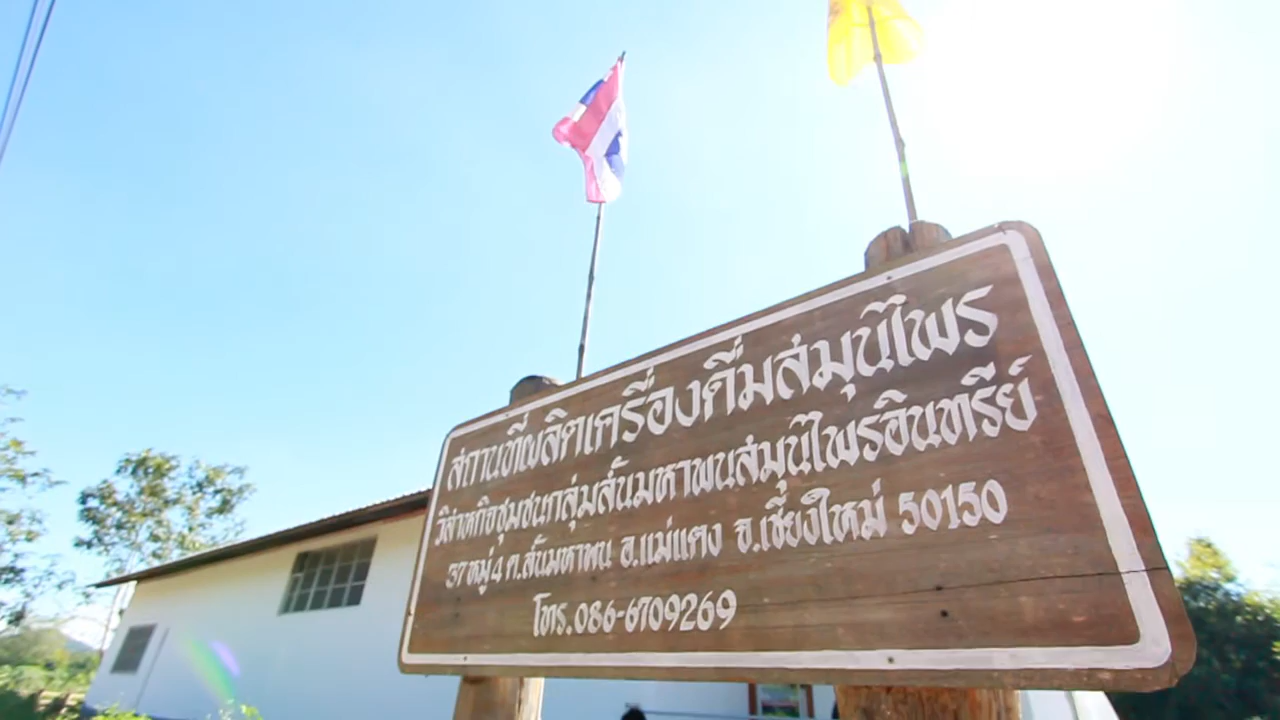 สถานที่ผลิตเครื่องดื่มสมุนไพร
วิสาหกิจชุมชนกลุ่มสันมหาพนสมุนไพรอินทรีย์
37 หมู่ 4 ต.สันมหาพน อ.แม่แตง จ.เชียงใหม่ 50150
โทร.086-6709269